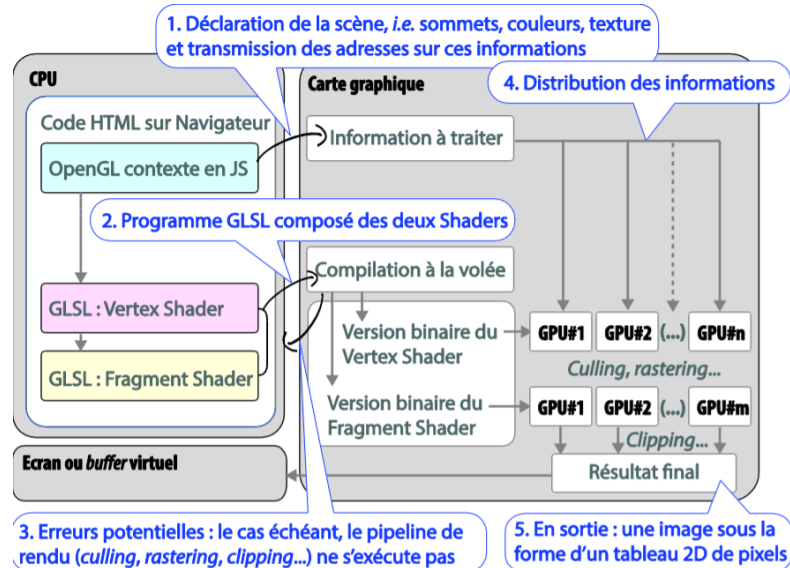 1. Déclaration de la scène, i.e. sommets, couleurs, texture
et transmission des adresses sur ces informations
CPU
Carte graphique
4. Distribution des informations
Code HTML sur Navigateur
OpenGL contexte en JS
Information à traiter
2. Programme GLSL composé des deux Shaders
Compilation à la volée
GLSL : Vertex Shader
GLSL : Fragment Shader
Version binaire du
Vertex Shader
GPU#1 GPU#2 (...) GPU#n
Culling, rastering...
Version binaire du
Fragment Shader
GPU#1 GPU#2 (...) GPU#m
Clipping...
Ecran ou buffer virtuel
Résultat final
3. Erreurs potentielles : le cas échéant, le pipeline de
rendu (culling, rastering, clipping...) ne s'exécute pas
5. En sortie : une image sous la
forme d'un tableau 2D de pixels